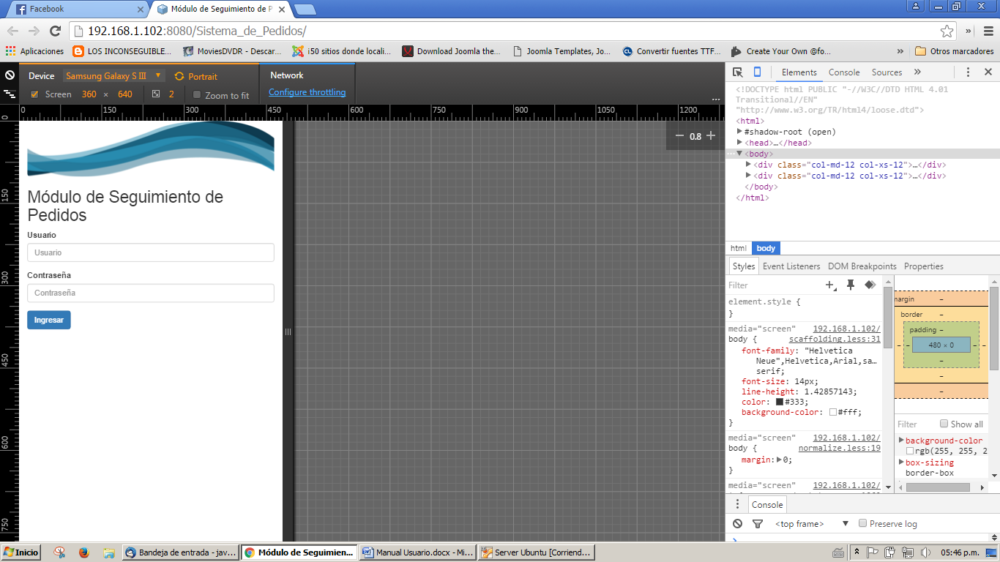 Facebook
Módulo de Seguimiento de P
192.168.1.102:8080/Sistema_de_Pedidos/
»
Aplicaciones
LOS INCONSEGUIBLE...
MoviesDVDR - Descar...
i50 sitios donde locali...
Download Joomla the...
Joomla Templates, Jo...
Convertir fuentes TTF...
Create Your Own @fo...
»
Otros marcadores
Device
Samsung Galaxy S III
Portrait
Screen 360 × 640
2
Zoom to fit
Network
Configure throttling
...
0 150 300 450 600 750 900 1050 1200
0
150
300
450
600
750
0.8
Módulo de Seguimiento de
Pedidos
Usuario
Usuario
Contraseña
Contraseña
Ingresar
Elements Console Sources »
<!DOCTYPE html PUBLIC "-//W3C//DTD HTML 4.01
Transitional//EN"
"http://www.w3.org/TR/html4/loose.dtd">
<html>
#shadow-root (open)
<head>…</head>
<body>
<div class="col-md-12 col-xs-12">…</div>
<div class="col-md-12 col-xs-12">…</div>
</body>
</html>
html body
Styles Event Listeners DOM Breakpoints Properties
Filter
element.style {
}
media="screen" 192.168.1.102/
body { scaffolding.less:31
font-family: "Helvetica
Neue",Helvetica,Arial,sa…
serif;
font-size: 14px;
line-height: 1.42857143;
color: #333;
background-color: #fff;
}
media="screen" 192.168.1.102/
body { normalize.less:19
margin: 0;
}
media="screen" 192.168.1.102/
margin –
border –
padding –
– – 480 × 0 – –
–
–
–
Filter
Show all
background-color
rgb(255, 255, 2
box-sizing
border-box
Console
<top frame>
Preserve log
Inicio
Bandeja de entrada - jav...
Módulo de Seguimien...
Manual Usuario.docx - Mi...
Server Ubuntu [Corriend...
05:46 p.m.